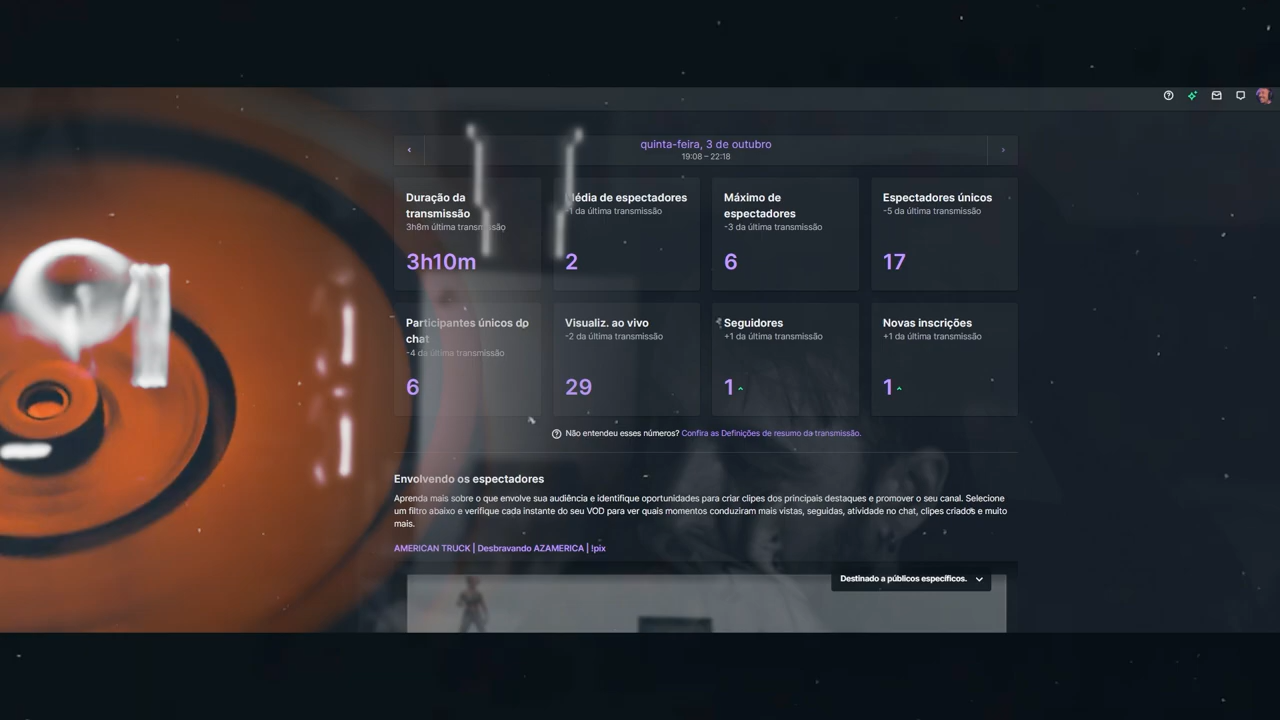 quinta-feira, 3 de outubro
19:08 – 22:18
Duração da
transmissão
3h8m última transmissão
3h10m
Média de espectadores
-1 da última transmissão
2
Máximo de
espectadores
-3 da última transmissão
6
Espectadores únicos
-5 da última transmissão
17
Participantes únicos do
chat
-4 da última transmissão
6
Visualiz. ao vivo
-2 da última transmissão
29
Seguidores
+1 da última transmissão
1
Novas inscrições
+1 da última transmissão
1
Não entendeu esses números? Confira as Definições de resumo da transmissão.
Envolvendo os espectadores
Aprenda mais sobre o que envolve sua audiência e identifique oportunidades para criar clipes dos principais destaques e promover o seu canal. Selecione
um filtro abaixo e verifique cada instante do seu VOD para ver quais momentos conduziram mais vistas, seguidas, atividade no chat, clipes criados e muito
mais.
AMERICAN TRUCK | Desbravando AZAMERICA | !pix
Destinado a públicos específicos.